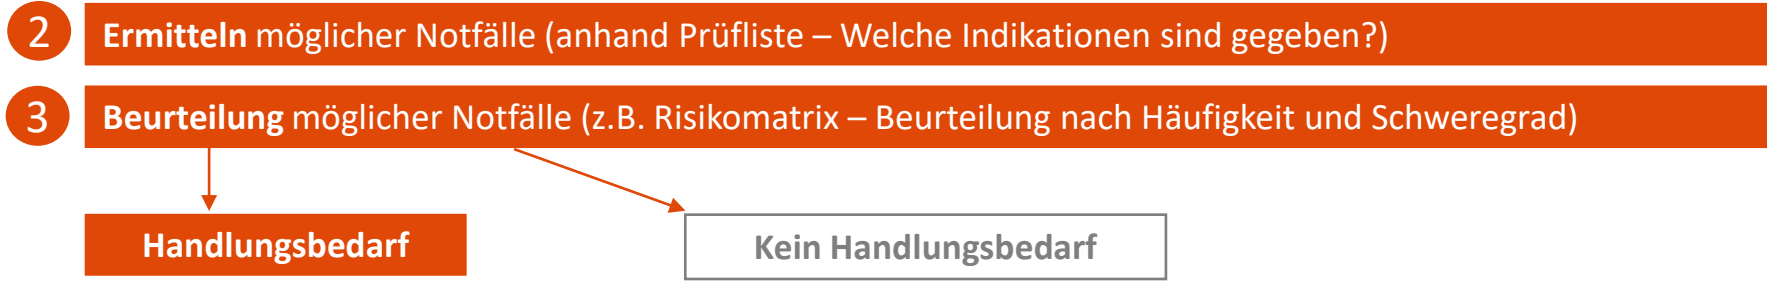 2 Ermitteln möglicher Notfälle (anhand Prüfliste – Welche Indikationen sind gegeben?)
3 Beurteilung möglicher Notfälle (z.B. Risikomatrix – Beurteilung nach Häufigkeit und Schweregrad)
Handlungsbedarf
Kein Handlungsbedarf